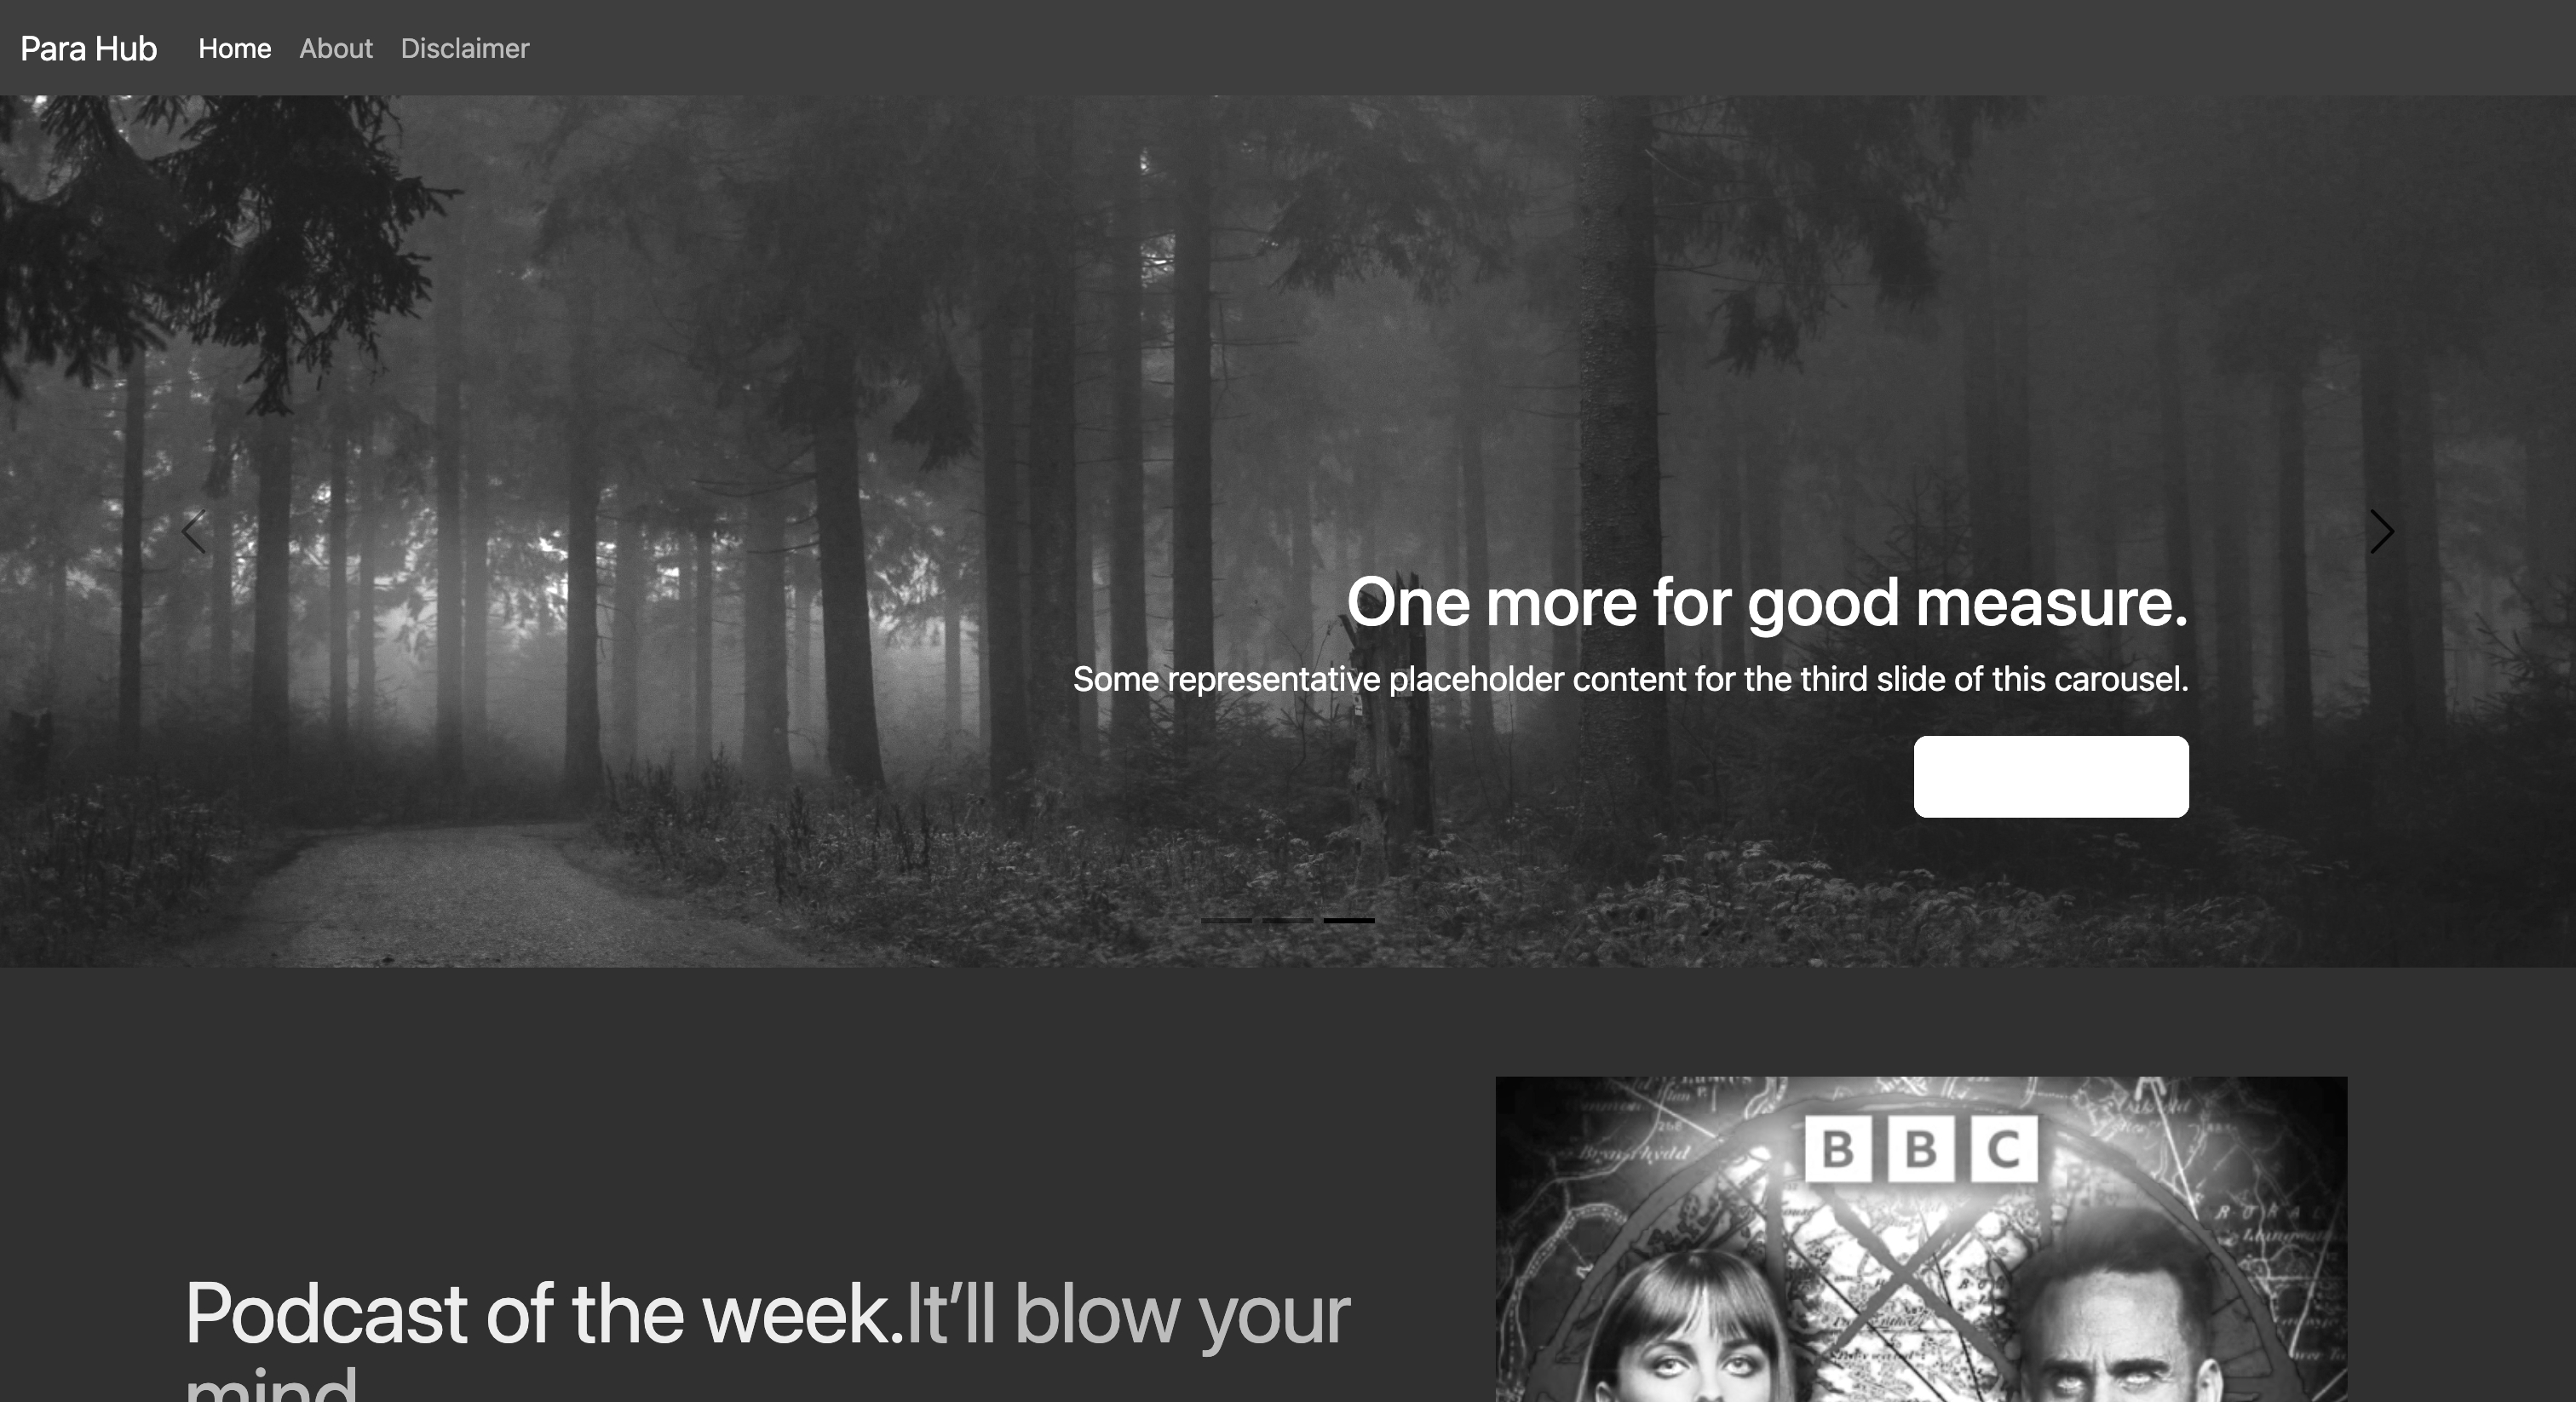 Para Hub Home About Disclaimer
One more for good measure.
Some representative placeholder content for the third slide of this carousel.
BBC
268
Podcast of the week.It’ll blow your
mind.